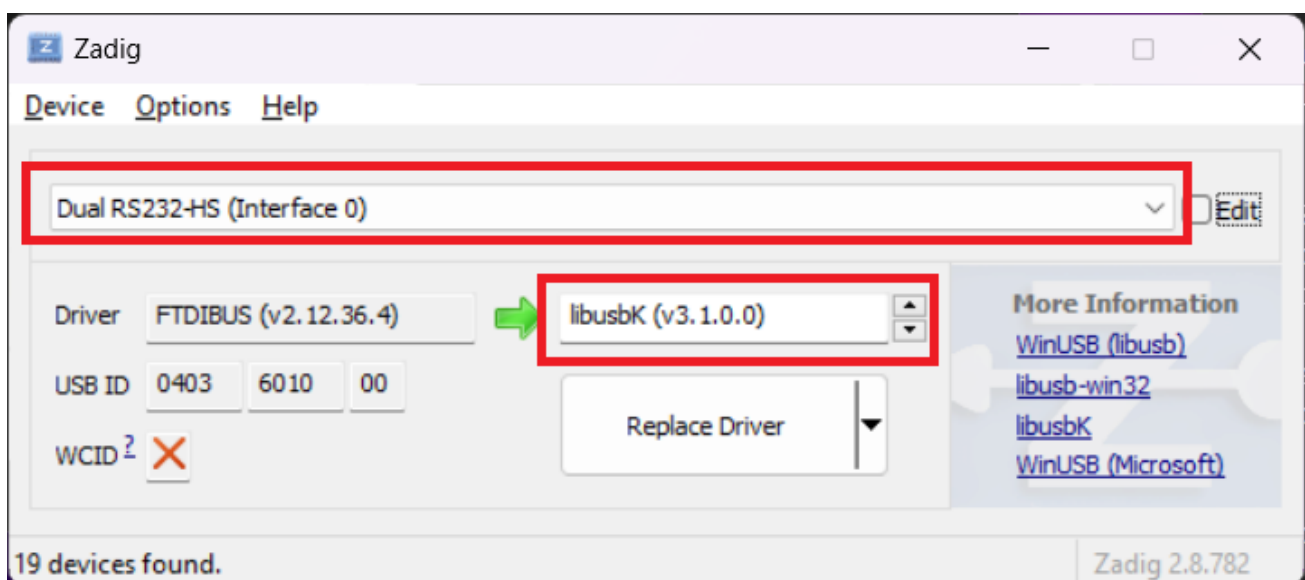 Zadig
Device Options Help
Dual RS232-HS (Interface 0)
Edit
Driver FTDIBUS (v2.12.36.4) libusbK (v3.1.0.0)
USB ID 0403 6010 00
WCID ?
Replace Driver
More Information
WinUSB (libusb)
libusb-win32
libusbK
WinUSB (Microsoft)
19 devices found.
Zadig 2.8.782